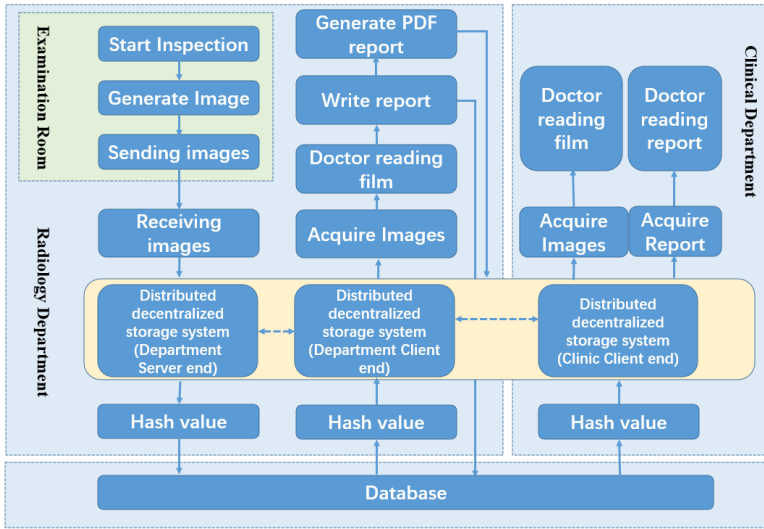 Examination Room
Start Inspection
Generate Image
Sending images
Radiology Department
Receiving
images
Generate PDF
report
Write report
Doctor reading
film
Acquire Images
Clinical Department
Doctor
reading
film
Doctor
reading
report
Acquire
Images
Acquire
Report
Distributed
decentralized
storage system
(Department
Server end)
Distributed
decentralized
storage system
(Department Client
end)
Distributed
decentralized
storage system
(Clinic Client end)
Hash value
Hash value
Hash value
Database